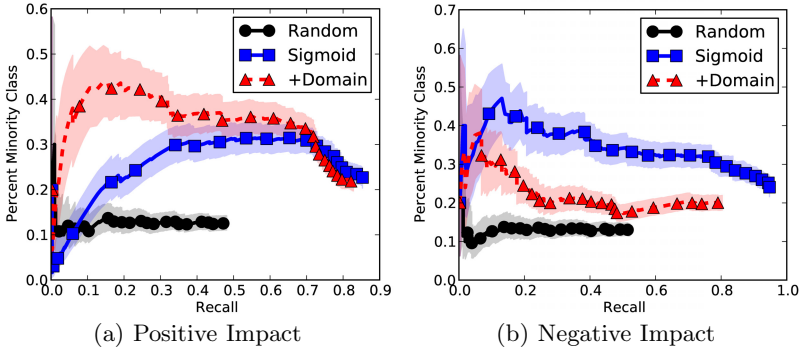 0.6
0.5
0.4
0.3
0.2
0.1
0.0
Percent Minority Class
Random
Sigmoid
+Domain
0.0 0.1 0.2 0.3 0.4 0.5 0.6 0.7 0.8 0.9
Recall
(a) Positive Impact
0.7
0.6
0.5
0.4
0.3
0.2
0.1
0.0
Percent Minority Class
Random
Sigmoid
+Domain
0.0 0.2 0.4 0.6 0.8 1.0
Recall
(b) Negative Impact